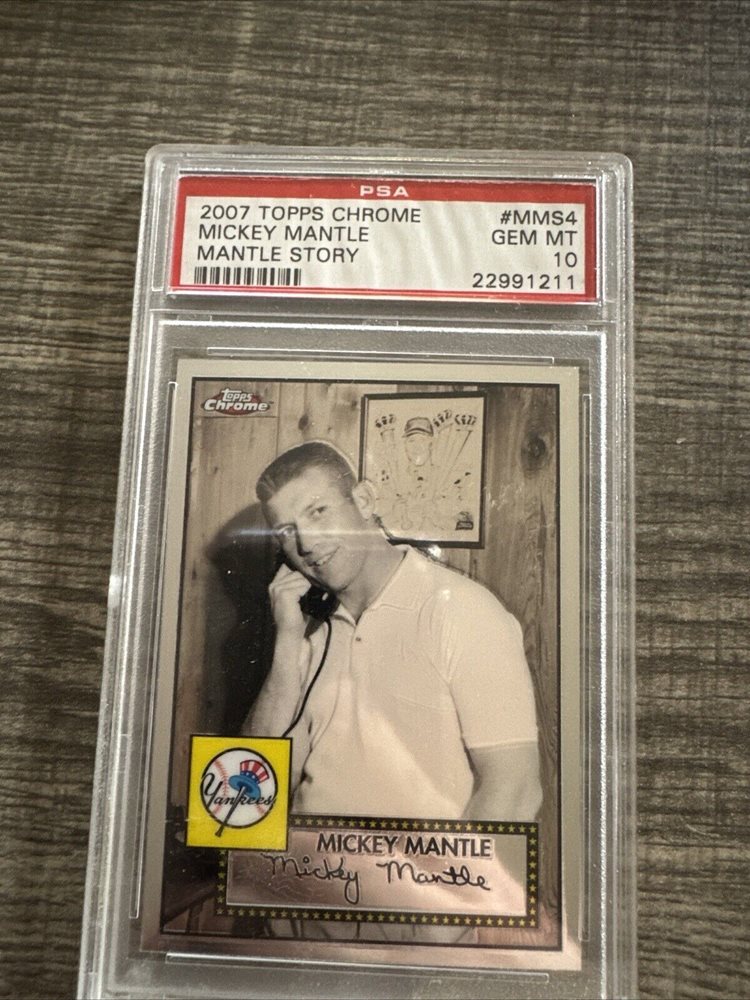 PSA
2007 TOPPS CHROME #MMS4
MICKEY MANTLE GEM MT
MANTLE STORY 10
22991211
Topps
Chrome
Yankees
MICKEY MANTLE
Mickey Mantle